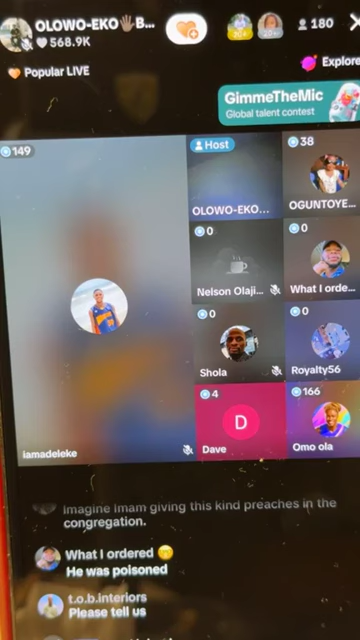 OLOWO-EKO🖐🏿B...
568.9K
180
Popular LIVE
Explore
GimmeTheMic
Global talent contest
149
Host
OLOWO-EKO...
38
OGUNTOYE...
0
Nelson Olaji...
0
What I orde...
0
Shola
0
Royalty56
4
D
Dave
166
Omo ola
iamadeleke
imagine Imam giving this kind preaches in the
congregation.
What I ordered
He was poisoned
t.o.b.interiors
Please tell us